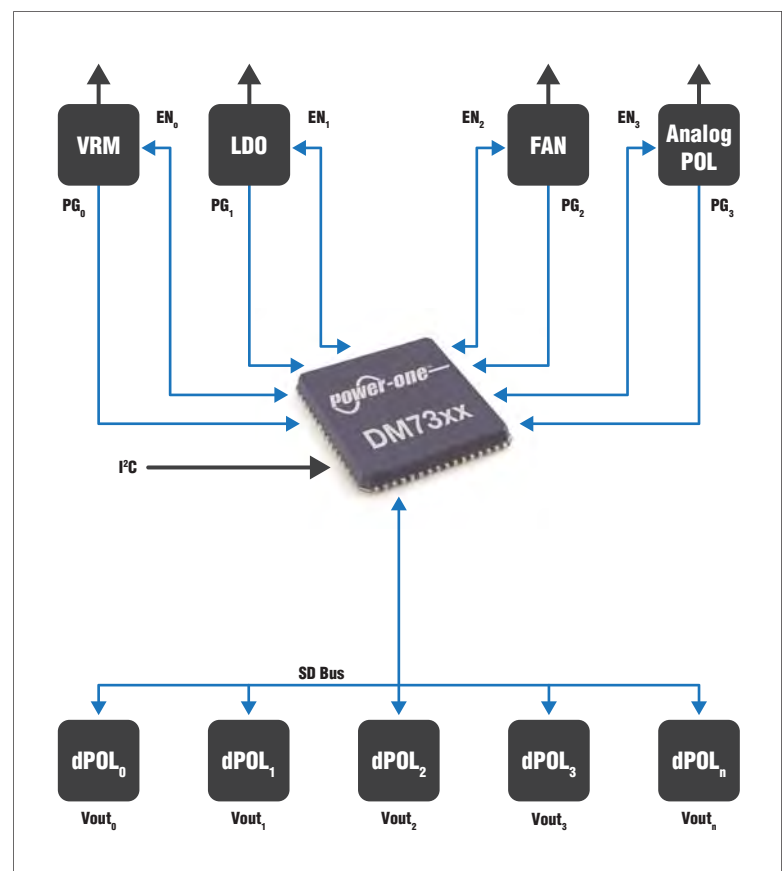 VRM
EN₀
LDO
EN₁
EN₂
FAN
EN₃
Analog
POL
PG₀
PG₁
PG₂
PG₃
power-one
DM73xx
I²C
SD Bus
dPOL₀
dPOL₁
dPOL₂
dPOL₃
dPOLₙ
Vout₀
Vout₁
Vout₂
Vout₃
Voutₙ